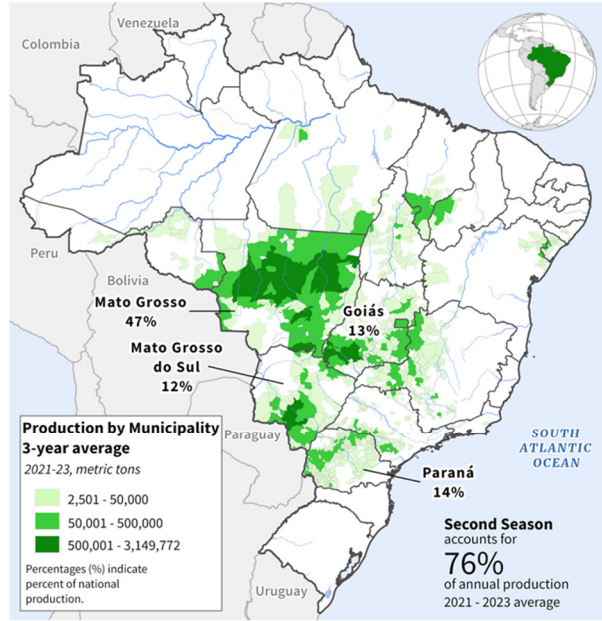 Venezuela
Colombia
Peru
Bolivia
Mato Grosso
47%
Goiás
13%
Mato Grosso
do Sul
12%
Paraguay
Paraná
14%
Uruguay
SOUTH
ATLANTIC
OCEAN
Production by Municipality
3-year average
2021-23, metric tons
2,501 - 50,000
50,001 - 500,000
500,001 - 3,149,772
Percentages (%) indicate
percent of national
production.
Second Season
accounts for
76%
of annual production
2021 - 2023 average